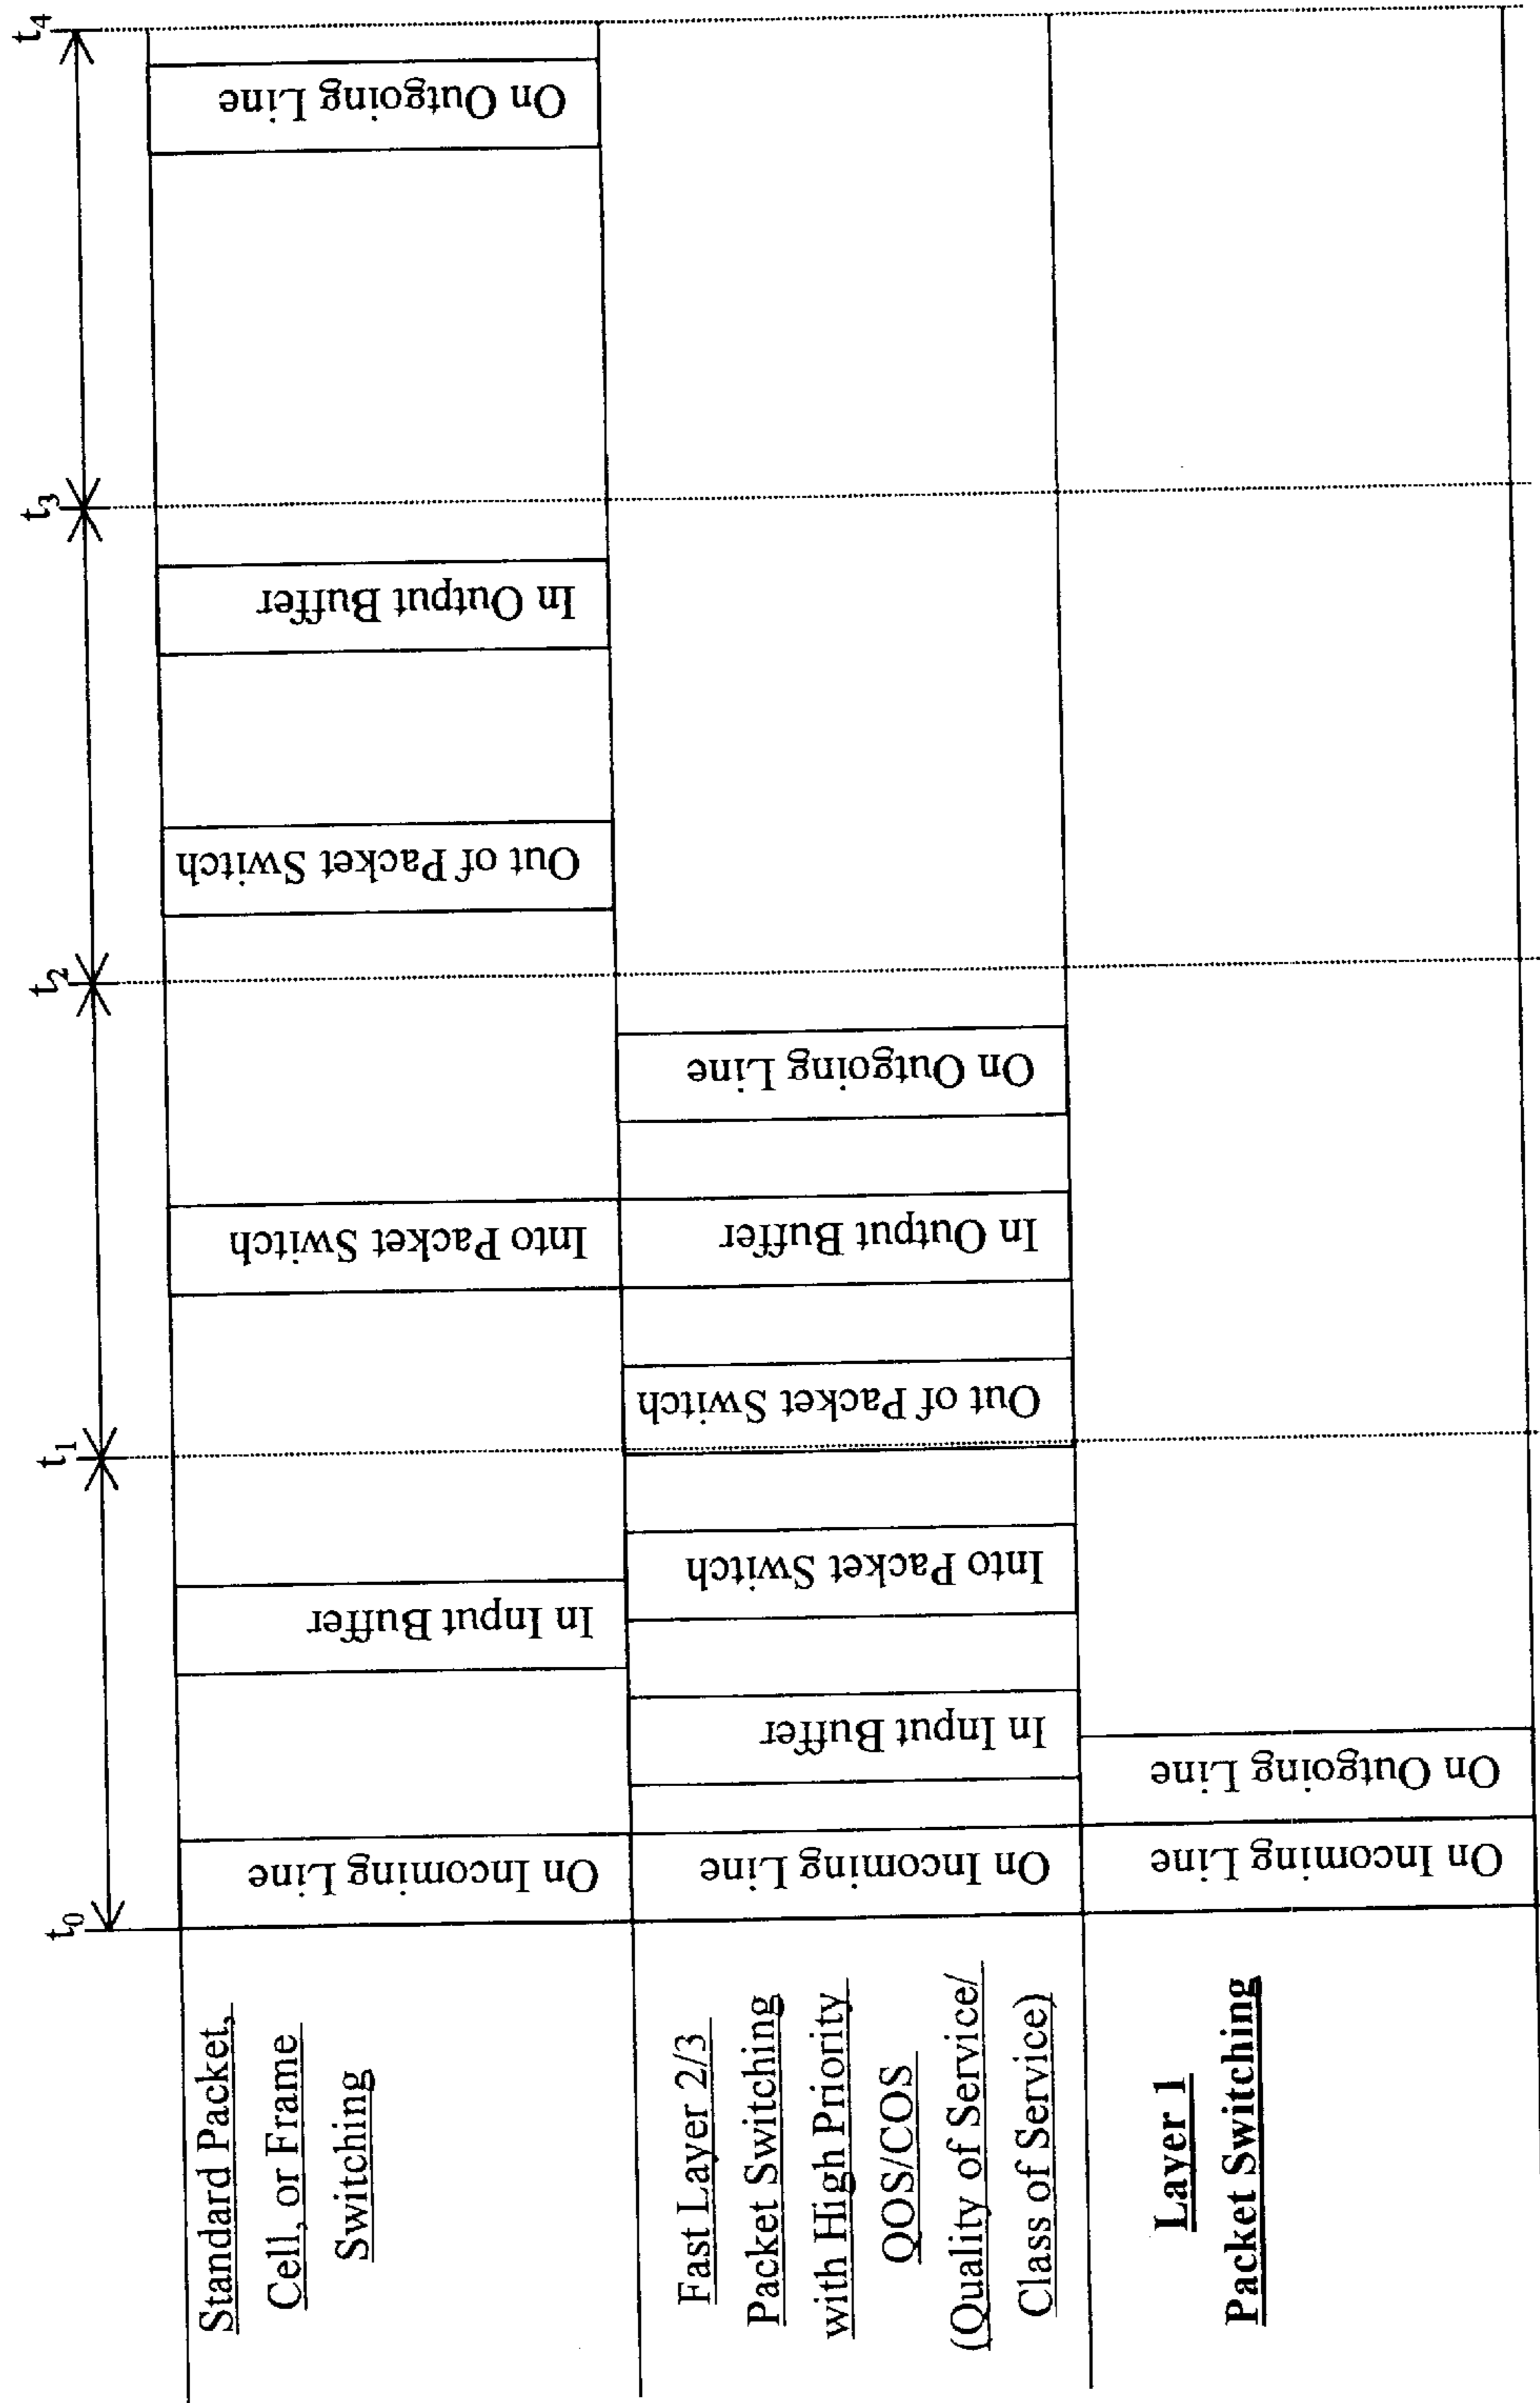 t0
t1
t2
t3
t4
Standard Packet,
Cell, or Frame
Switching
On Incoming Line
In Input Buffer
Into Packet Switch
Out of Packet Switch
In Output Buffer
On Outgoing Line
Fast Layer 2/3
Packet Switching
with High Priority
QOS/COS
(Quality of Service/
Class of Service)
On Incoming Line
In Input Buffer
Into Packet Switch
Out of Packet Switch
In Output Buffer
On Outgoing Line
Layer 1
Packet Switching
On Incoming Line
On Outgoing Line